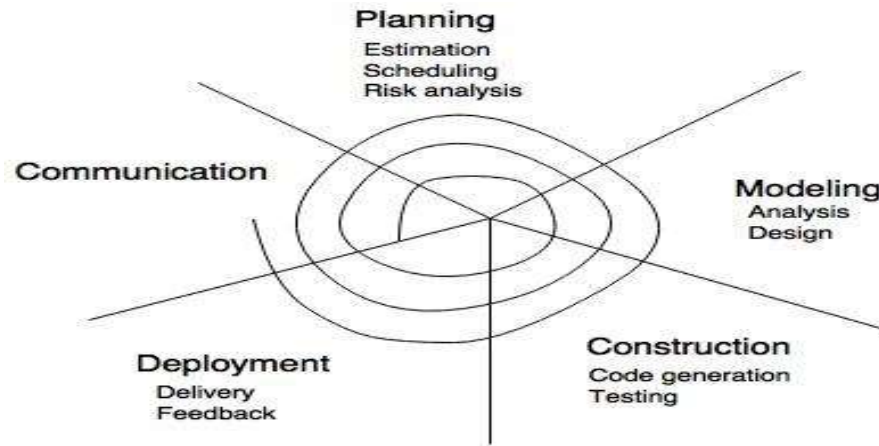 Planning
Estimation
Scheduling
Risk analysis
Communication
Modeling
Analysis
Design
Construction
Code generation
Testing
Deployment
Delivery
Feedback